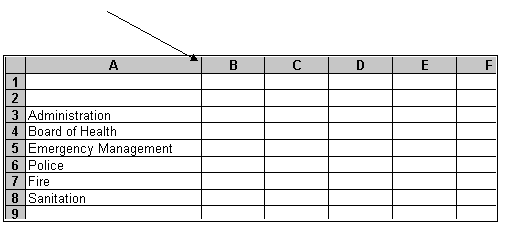 A B C D E F
1
2
3 Administration
4 Board of Health
5 Emergency Management
6 Police
7 Fire
8 Sanitation
9